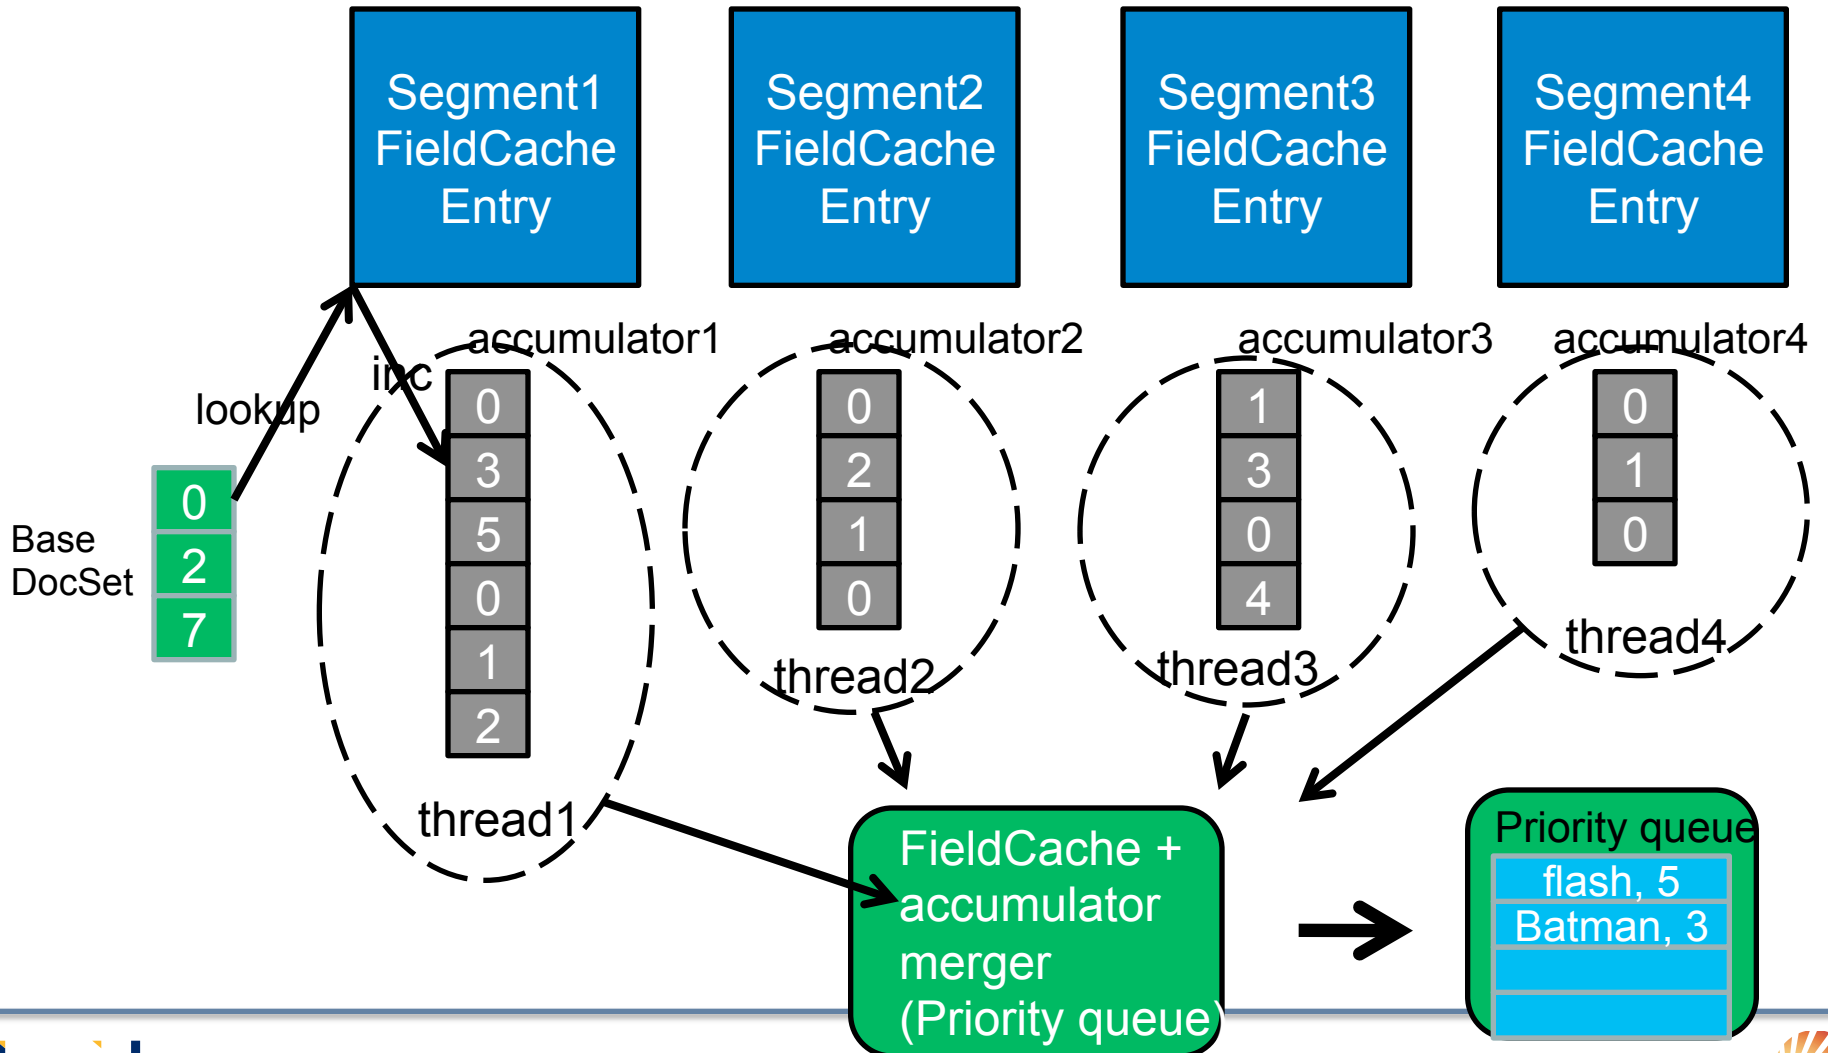 Segment1
FieldCache
Entry
Segment2
FieldCache
Entry
Segment3
FieldCache
Entry
Segment4
FieldCache
Entry
lookup
inc
accumulator1
accumulator2
accumulator3
accumulator4
Base
DocSet
0
2
7
0
3
5
0
1
2
thread1
0
2
1
0
thread2
1
3
0
4
thread3
0
1
0
thread4
FieldCache +
accumulator
merger
(Priority queue)
Priority queue
flash, 5
Batman, 3